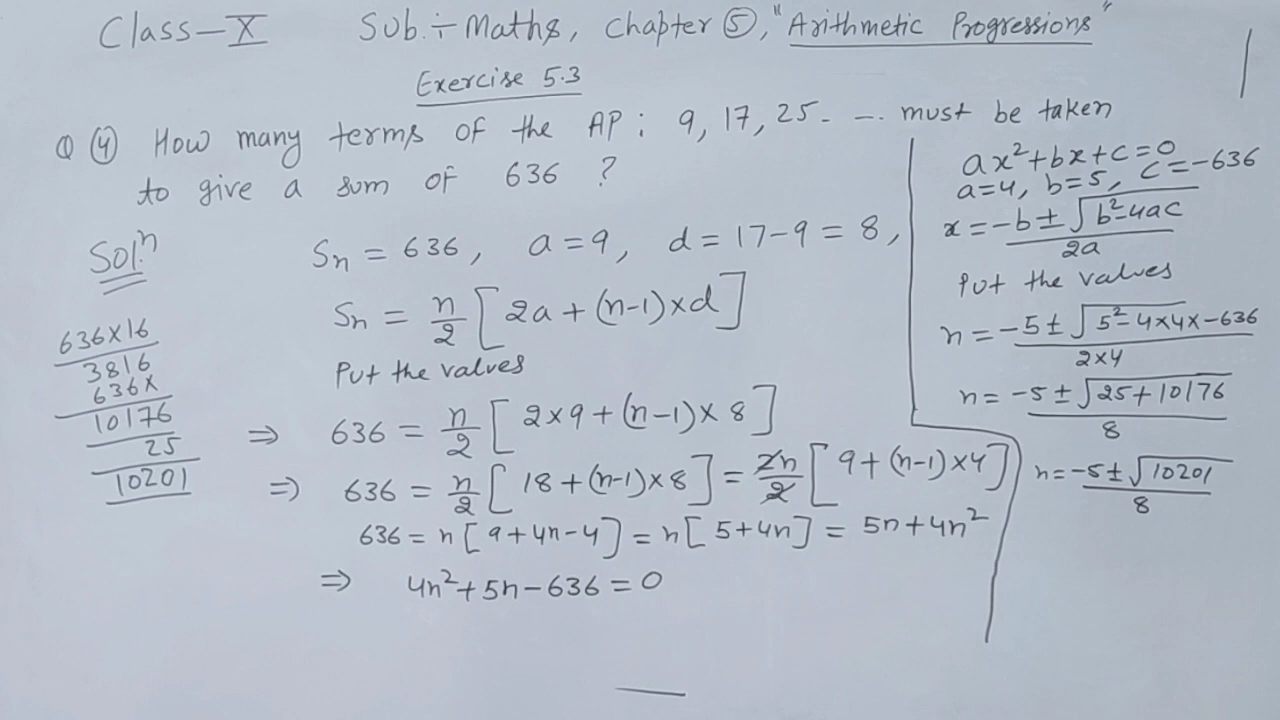 Class-X Sub.÷Maths, Chapter ⑤, "Arithmetic Progressions"
Exercise 5.3
Q ④ How many terms of the AP: 9, 17, 25- -.. must be taken
to give a sum of 636 ?
Sol.ⁿ
Sn = 636, a = 9, d = 17-9 = 8,
Sn = n/2 [2a + (n-1)×d]
Put the values
⇒ 636 = n/2 [2×9 + (n-1)×8]
⇒ 636 = n/2 [18 + (n-1)×8] = 2n/2 [9 + (n-1)×4]
636 = n[9+4n-4] = n[5+4n] = 5n+4n²
⇒ 4n²+5n-636 = 0
636×16
3816
636×
10176
25
10201
ax²+bx+c=0
a=4, b=5, c=-636
x = -b±√b²-4ac / 2a
Put the values
n = -5±√5²-4×4×-636 / 2×4
n = -5±√25+10176 / 8
n = -5±√10201 / 8